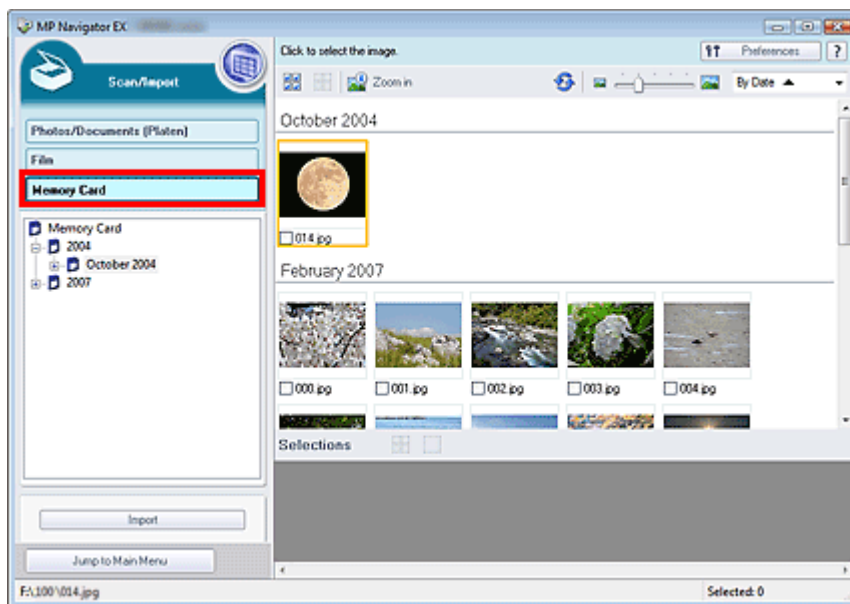 MP Navigator EX
Click to select the image.
Preferences
?
Scan/Import
Zoom in
By Date
Photos/Documents (Platen)
Film
Memory Card
Memory Card
2004
October 2004
2007
October 2004
014.jpg
February 2007
000.jpg
001.jpg
002.jpg
003.jpg
004.jpg
Selections
Import
Jump to Main Menu
F:\100\014.jpg
Selected: 0